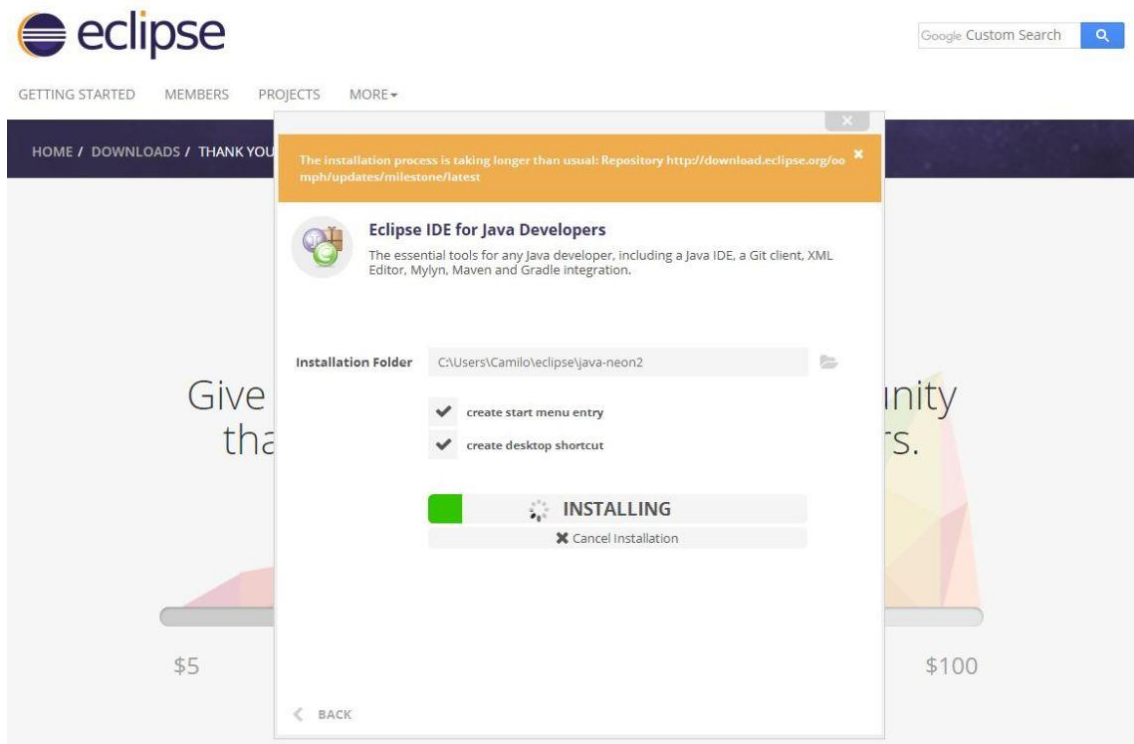 eclipse
Google Custom Search
GETTING STARTED MEMBERS PROJECTS MORE
HOME / DOWNLOADS / THANK YOU
The installation process is taking longer than usual: Repository http://download.eclipse.org/oo
mph/updates/milestone/latest
Eclipse IDE for Java Developers
The essential tools for any Java developer, including a Java IDE, a Git client, XML
Editor, Mylyn, Maven and Gradle integration.
Installation Folder C:\Users\Camilo\eclipse\java-neon2
create start menu entry
create desktop shortcut
Give
nity
tha
rs.
INSTALLING
Cancel Installation
$5 $100
BACK